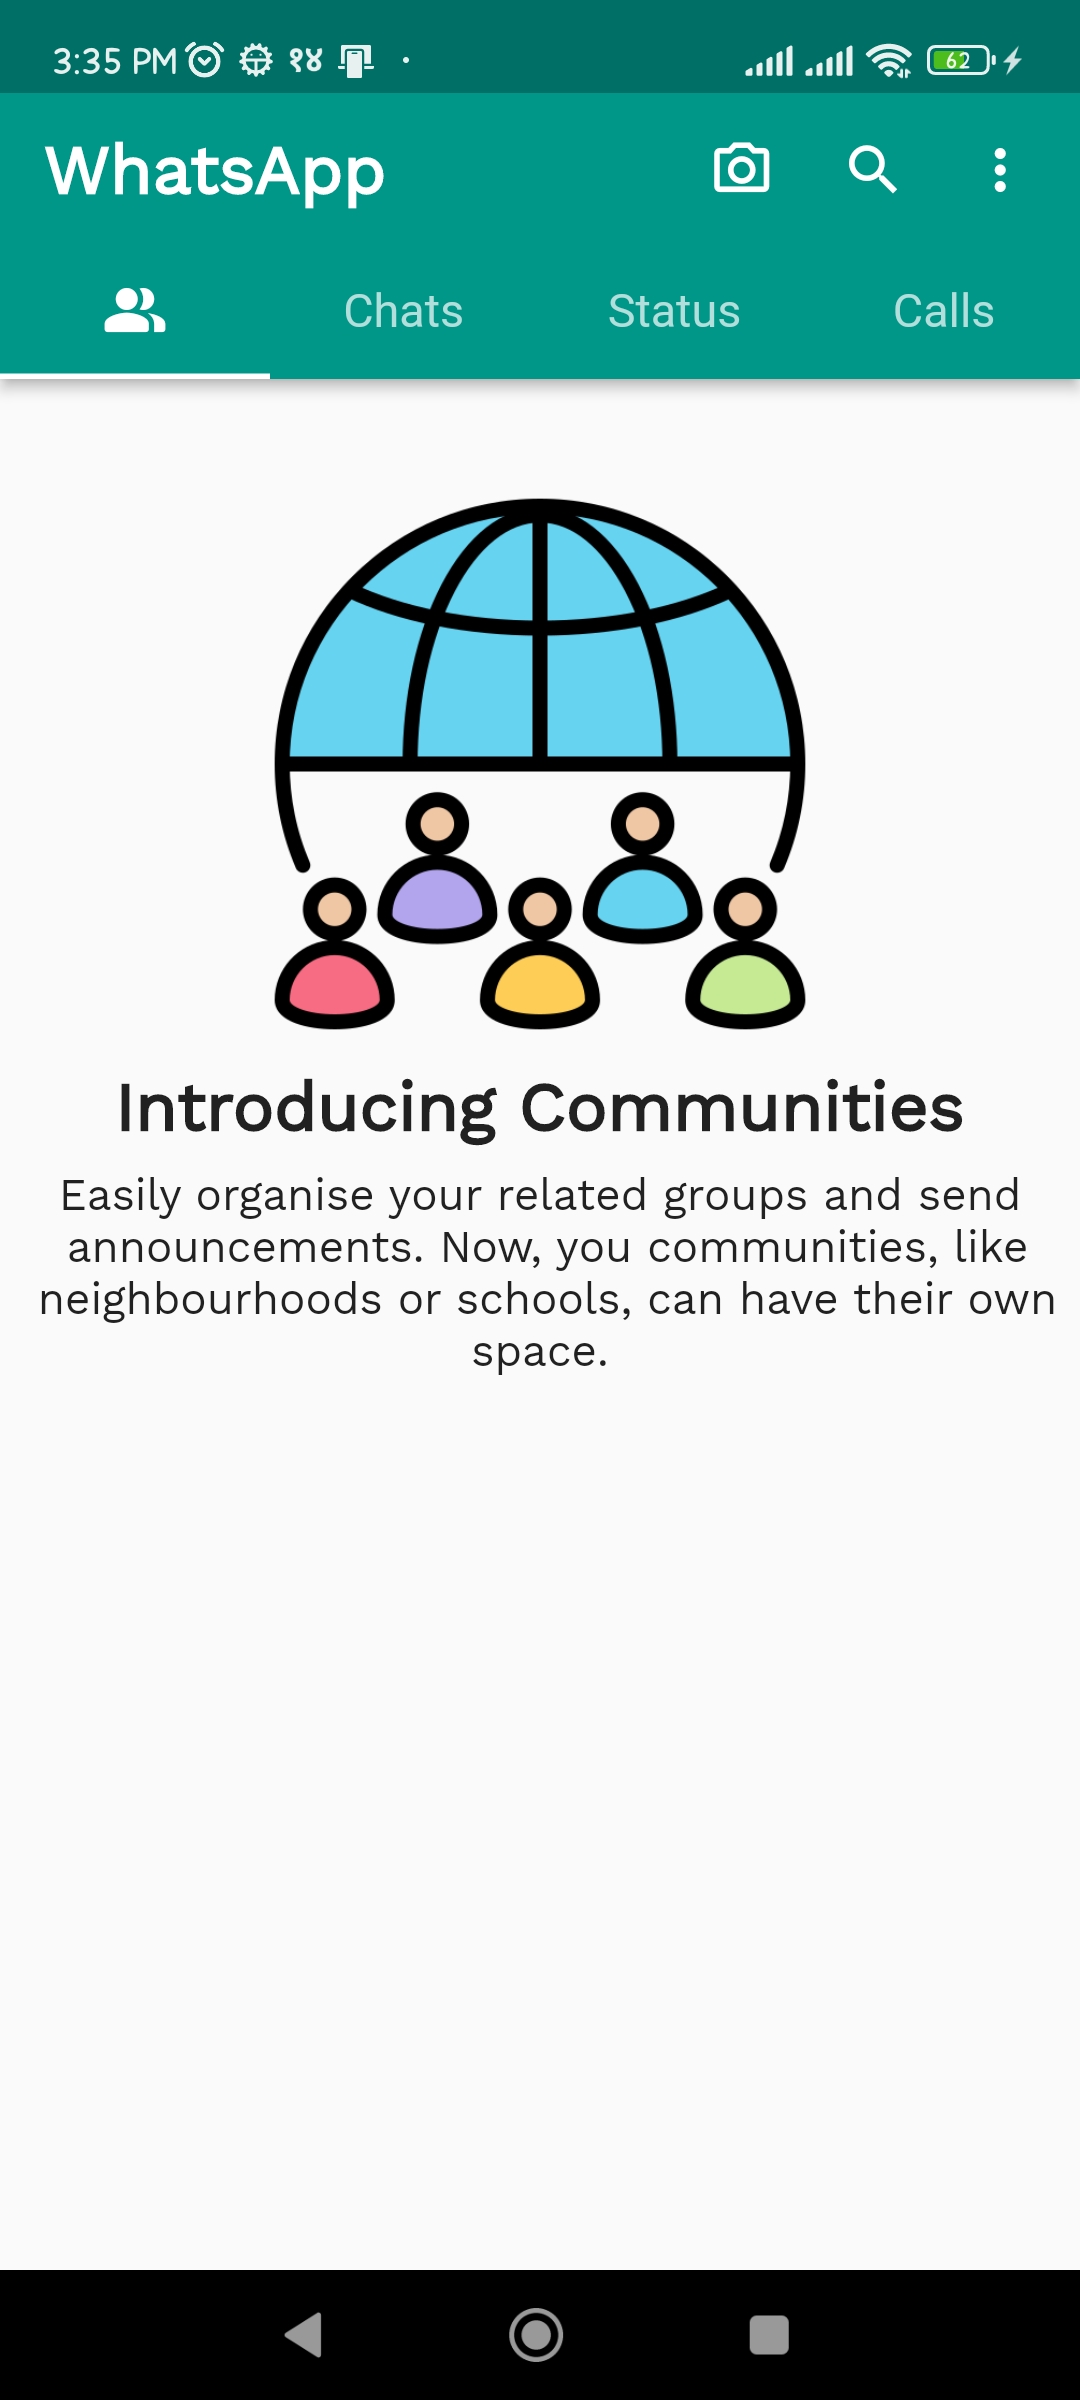 3:35 PM १४ 62
WhatsApp
Chats Status Calls
Introducing Communities
Easily organise your related groups and send
announcements. Now, you communities, like
neighbourhoods or schools, can have their own
space.